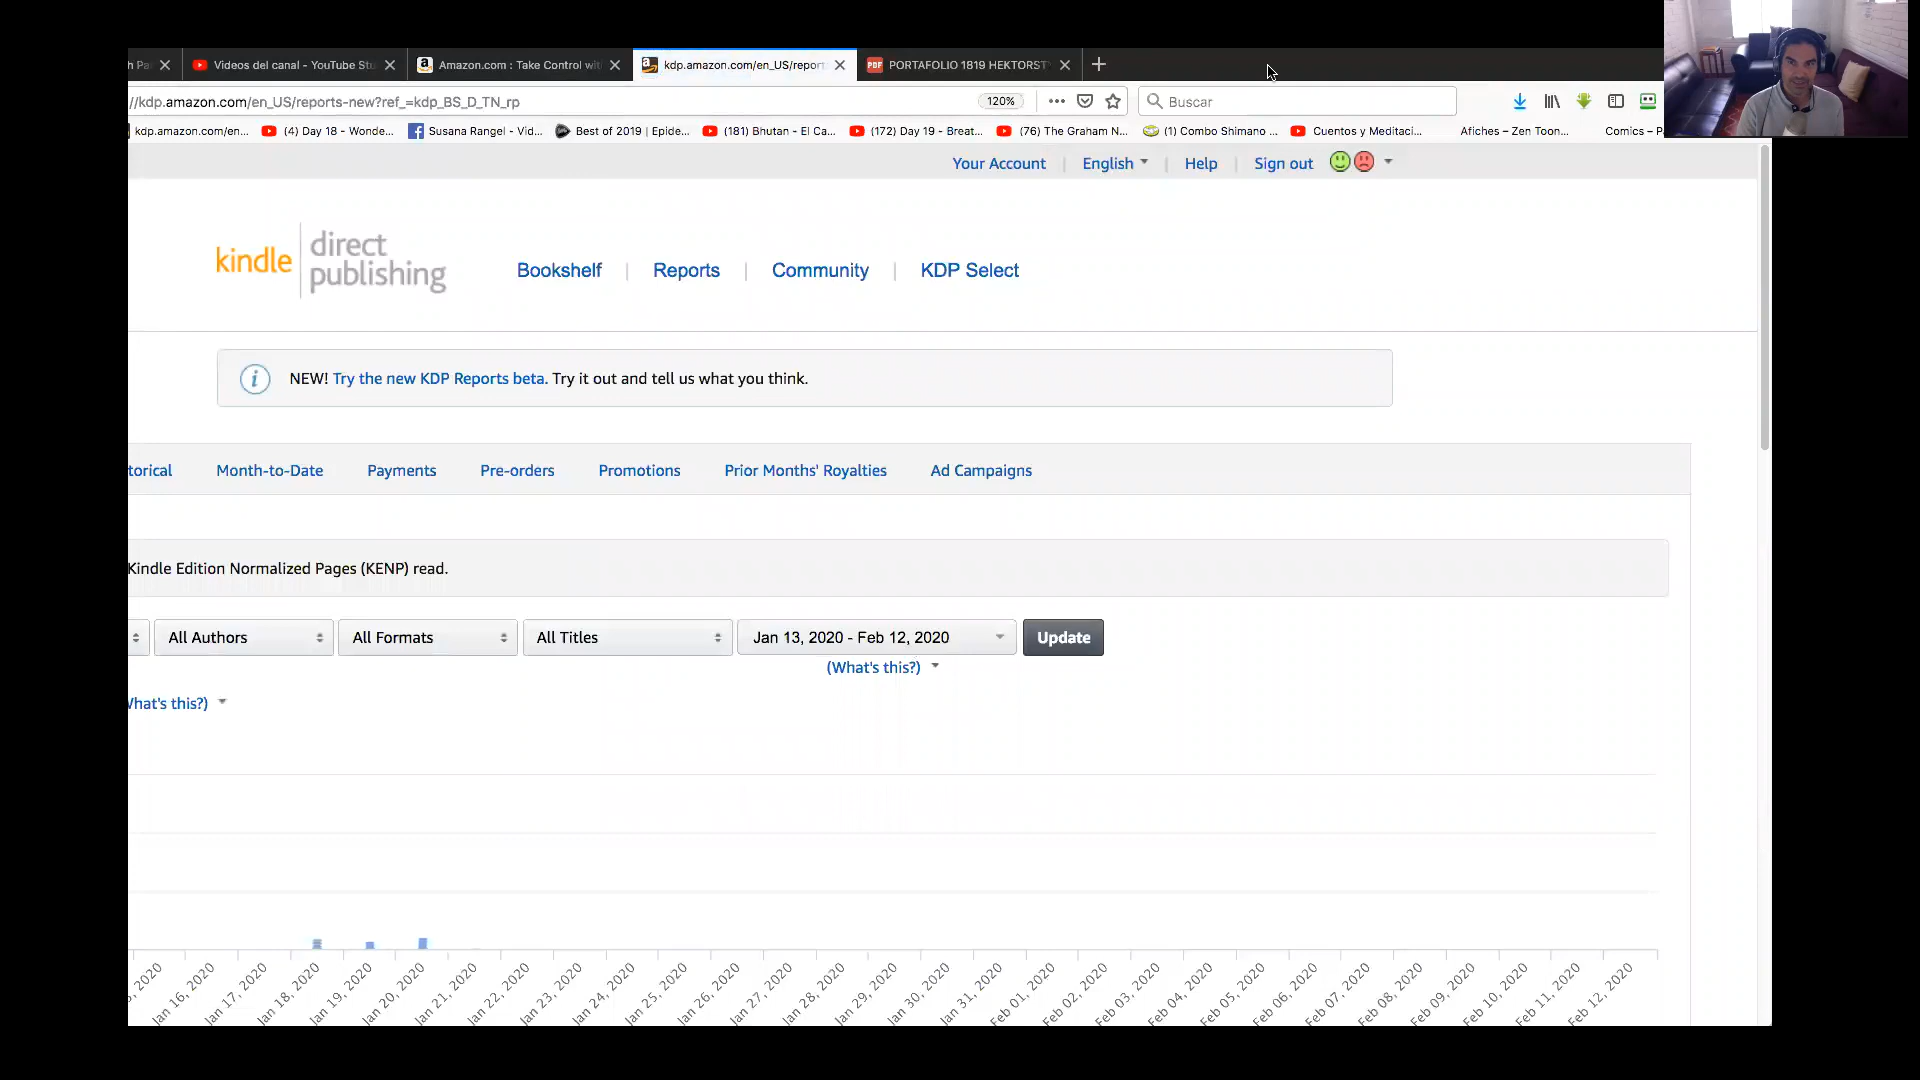 h Pa
Videos del canal - YouTube Stu
Amazon.com : Take Control wit
kdp.amazon.com/en_US/report
PDF PORTAFOLIO 1819 HEKTORST
//kdp.amazon.com/en_US/reports-new?ref_=kdp_BS_D_TN_rp
120%
Buscar
kdp.amazon.com/en...
(4) Day 18 - Wonde...
Susana Rangel - Vid...
Best of 2019 | Epide...
(181) Bhutan - El Ca...
(172) Day 19 - Breat...
(76) The Graham N...
(1) Combo Shimano ...
Cuentos y Meditaci...
Afiches – Zen Toon...
Comics – P
Your Account | English | Help | Sign out
kindle direct publishing
Bookshelf | Reports | Community | KDP Select
NEW! Try the new KDP Reports beta. Try it out and tell us what you think.
torical Month-to-Date Payments Pre-orders Promotions Prior Months' Royalties Ad Campaigns
Kindle Edition Normalized Pages (KENP) read.
All Authors All Formats All Titles Jan 13, 2020 - Feb 12, 2020 Update
(What's this?)
What's this?)
5, 2020
Jan 16, 2020
Jan 17, 2020
Jan 18, 2020
Jan 19, 2020
Jan 20, 2020
Jan 21, 2020
Jan 22, 2020
Jan 23, 2020
Jan 24, 2020
Jan 25, 2020
Jan 26, 2020
Jan 27, 2020
Jan 28, 2020
Jan 29, 2020
Jan 30, 2020
Jan 31, 2020
Feb 01, 2020
Feb 02, 2020
Feb 03, 2020
Feb 04, 2020
Feb 05, 2020
Feb 06, 2020
Feb 07, 2020
Feb 08, 2020
Feb 09, 2020
Feb 10, 2020
Feb 11, 2020
Feb 12, 2020